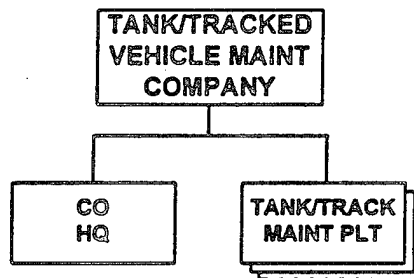 TANK/TRACKED
VEHICLE MAINT
COMPANY
CO
HQ
TANK/TRACK
MAINT PLT